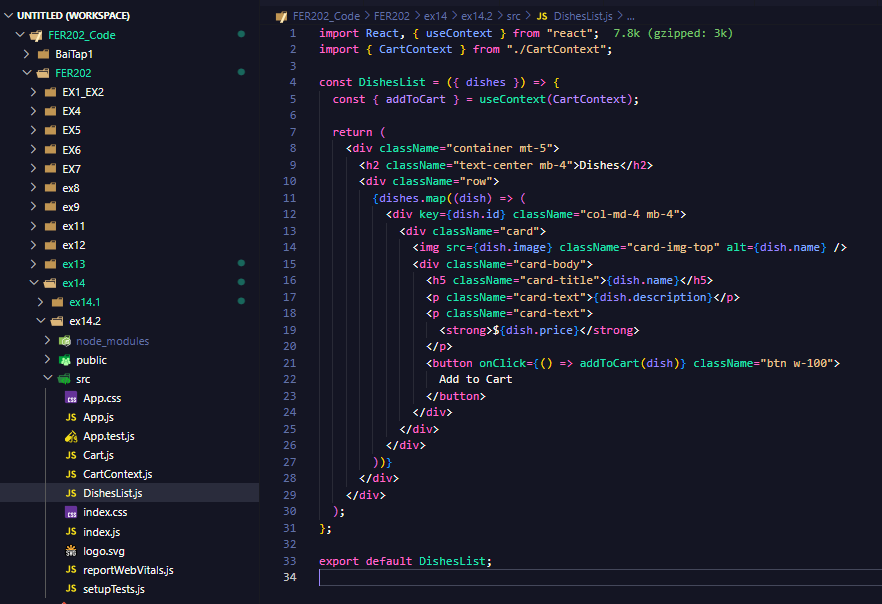 UNTITLED (WORKSPACE)
FER202_Code
BaiTap1
FER202
EX1_EX2
EX4
EX5
EX6
EX7
ex8
ex9
ex11
ex12
ex13
ex14
ex14.1
ex14.2
node_modules
public
src
App.css
App.js
App.test.js
Cart.js
CartContext.js
DishesList.js
index.css
index.js
logo.svg
reportWebVitals.js
setupTests.js
FER202_Code > FER202 > ex14 > ex14.2 > src > JS DishesList.js > ...
1 import React, { useContext } from "react"; 7.8k (gzipped: 3k)
2 import { CartContext } from "./CartContext";
3
4 const DishesList = ({ dishes }) => {
5   const { addToCart } = useContext(CartContext);
6
7   return (
8     <div className="container mt-5">
9       <h2 className="text-center mb-4">Dishes</h2>
10       <div className="row">
11         {dishes.map((dish) => (
12           <div key={dish.id} className="col-md-4 mb-4">
13             <div className="card">
14               <img src={dish.image} className="card-img-top" alt={dish.name} />
15               <div className="card-body">
16                 <h5 className="card-title">{dish.name}</h5>
17                 <p className="card-text">{dish.description}</p>
18                 <p className="card-text">
19                   <strong>${dish.price}</strong>
20                 </p>
21                 <button onClick={() => addToCart(dish)} className="btn w-100">
22                   Add to Cart
23                 </button>
24               </div>
25             </div>
26           </div>
27         ))}
28       </div>
29     </div>
30   );
31 };
32
33 export default DishesList;
34